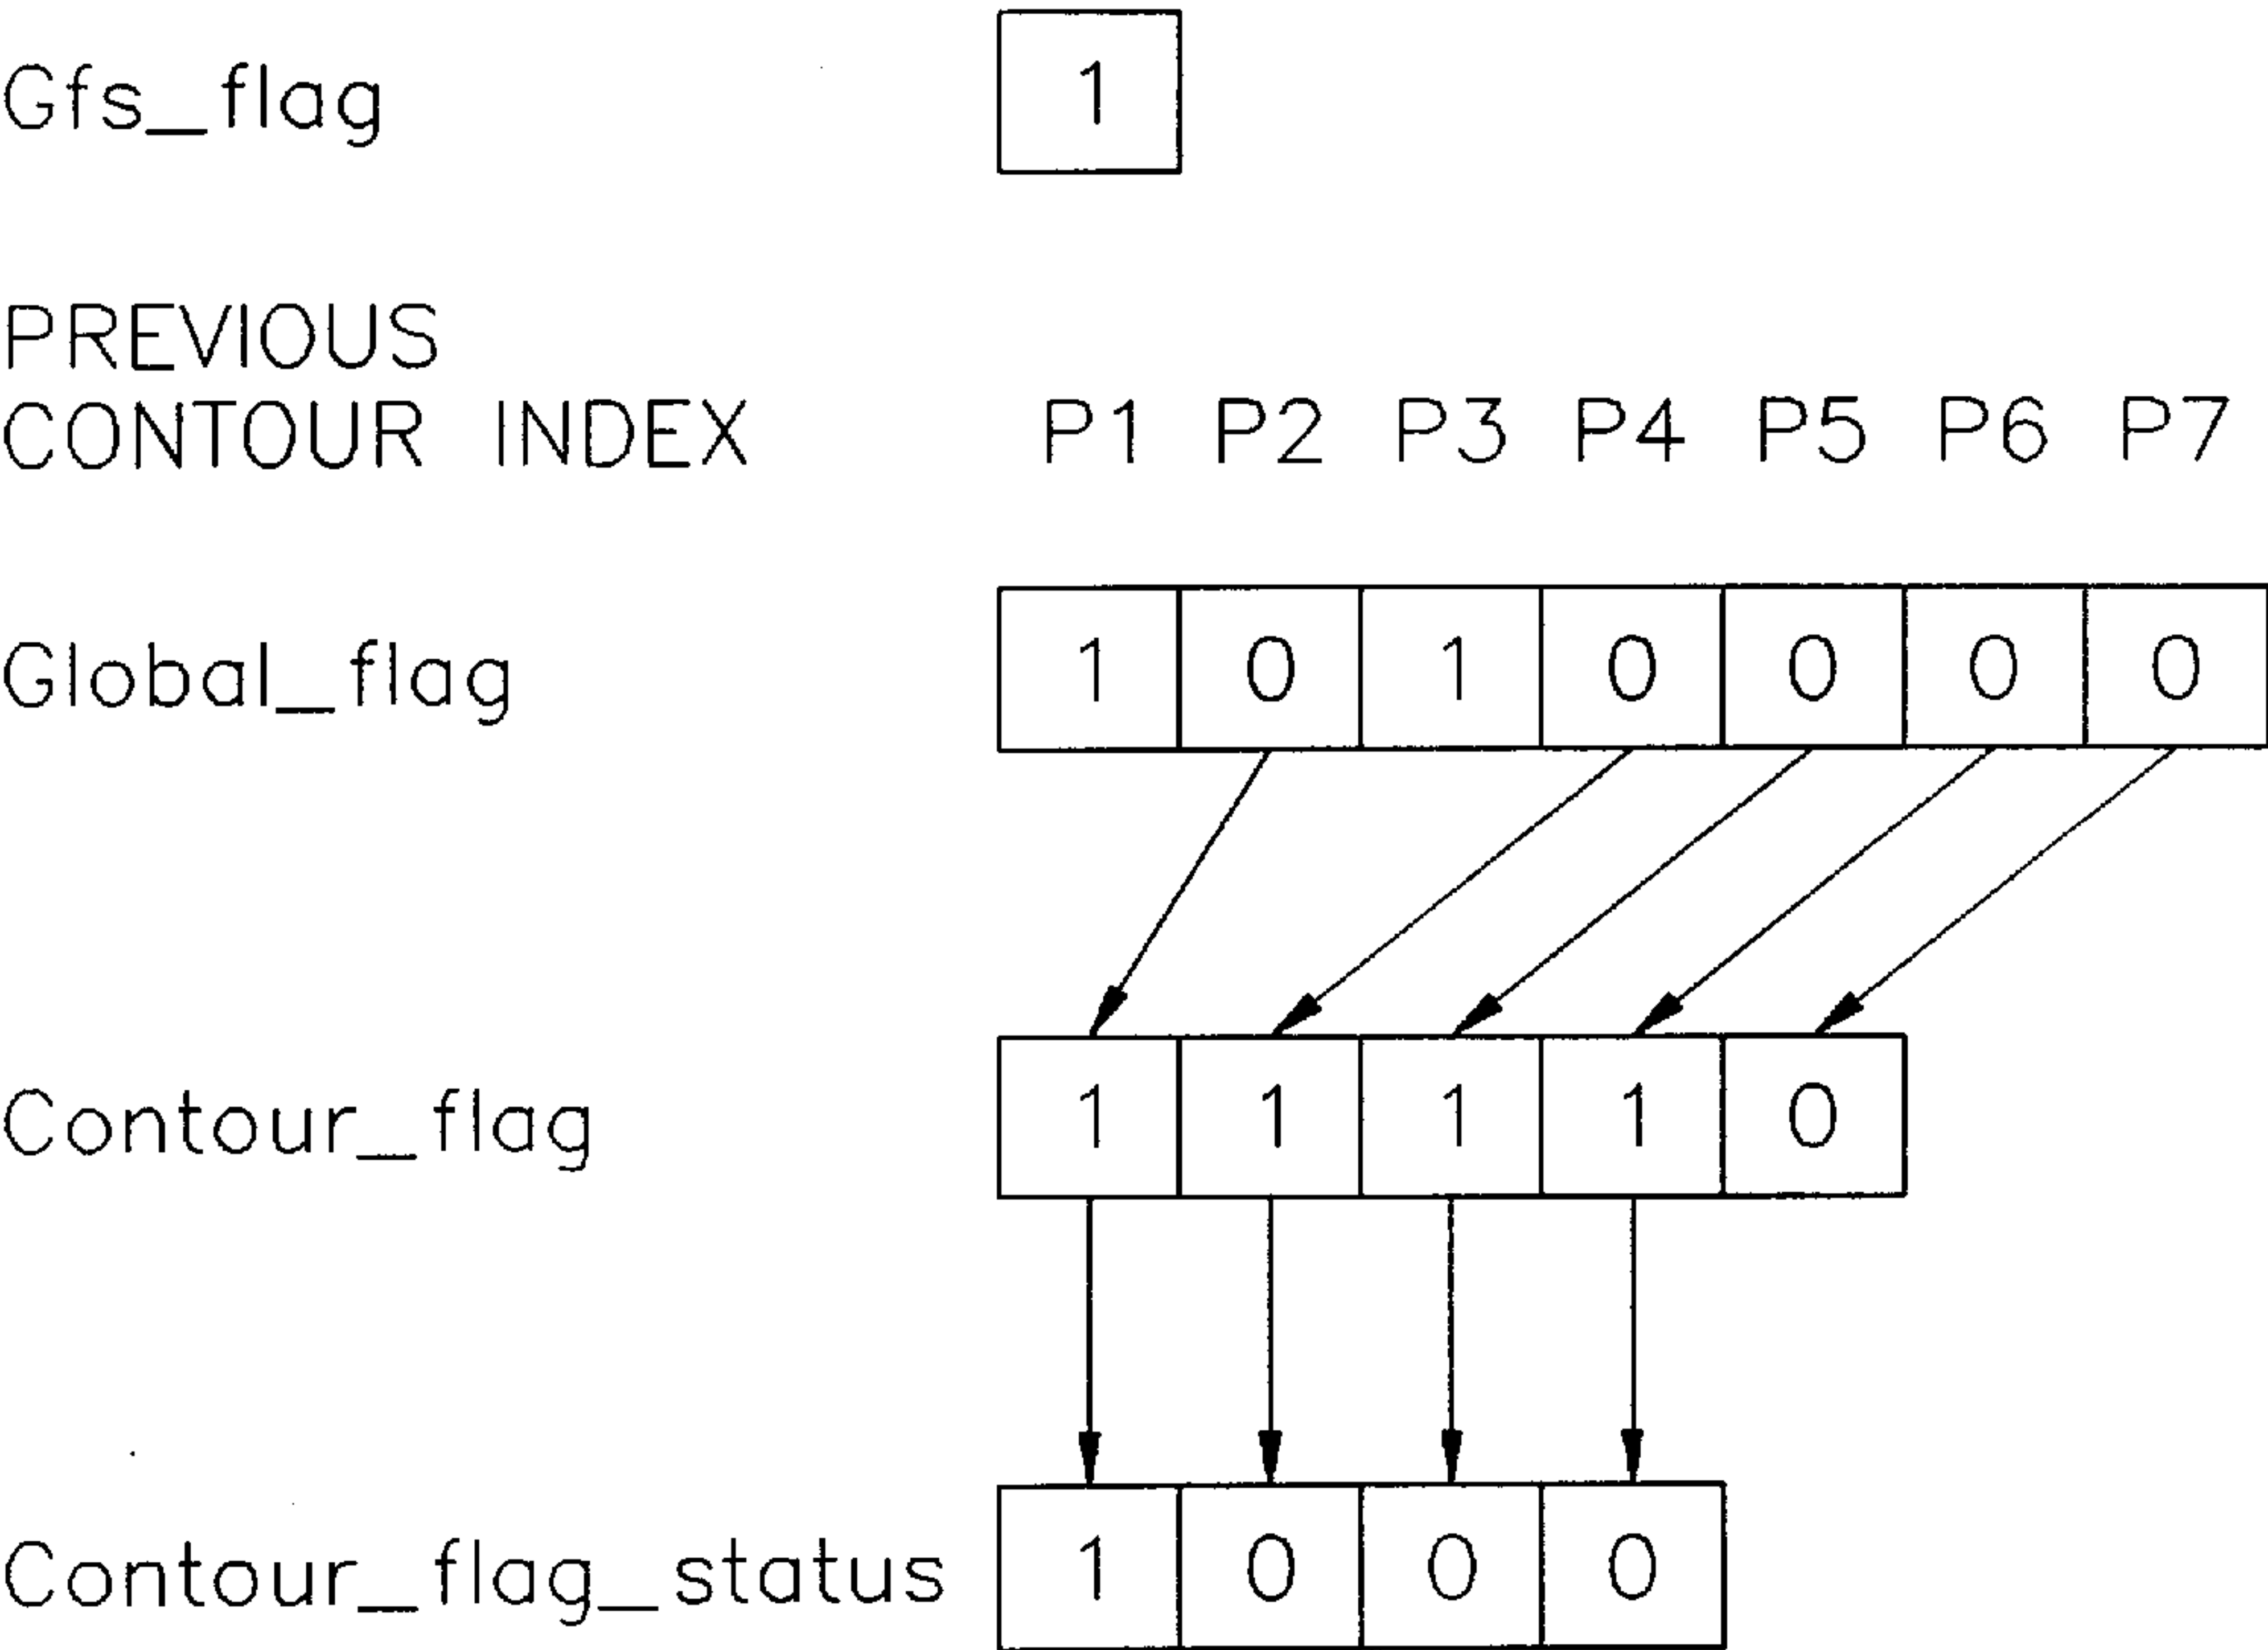 Gfs_flag 1
PREVIOUS
CONTOUR INDEX P1 P2 P3 P4 P5 P6 P7
Global_flag 1 0 1 0 0 0 0
Contour_flag 1 1 1 1 0
Contour_flag_status 1 0 0 0